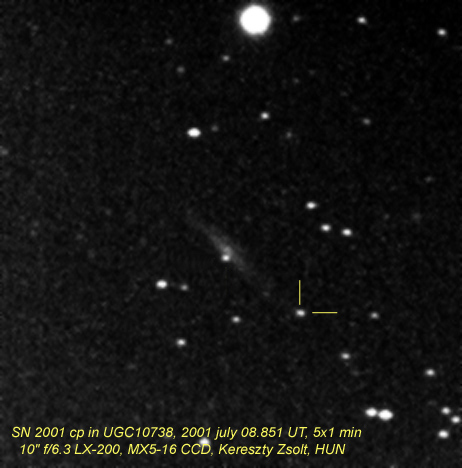 SN 2001 cp in UGC10738, 2001 july 08.851 UT, 5x1 min
10" f/6.3 LX-200, MX5-16 CCD, Kereszty Zsolt, HUN